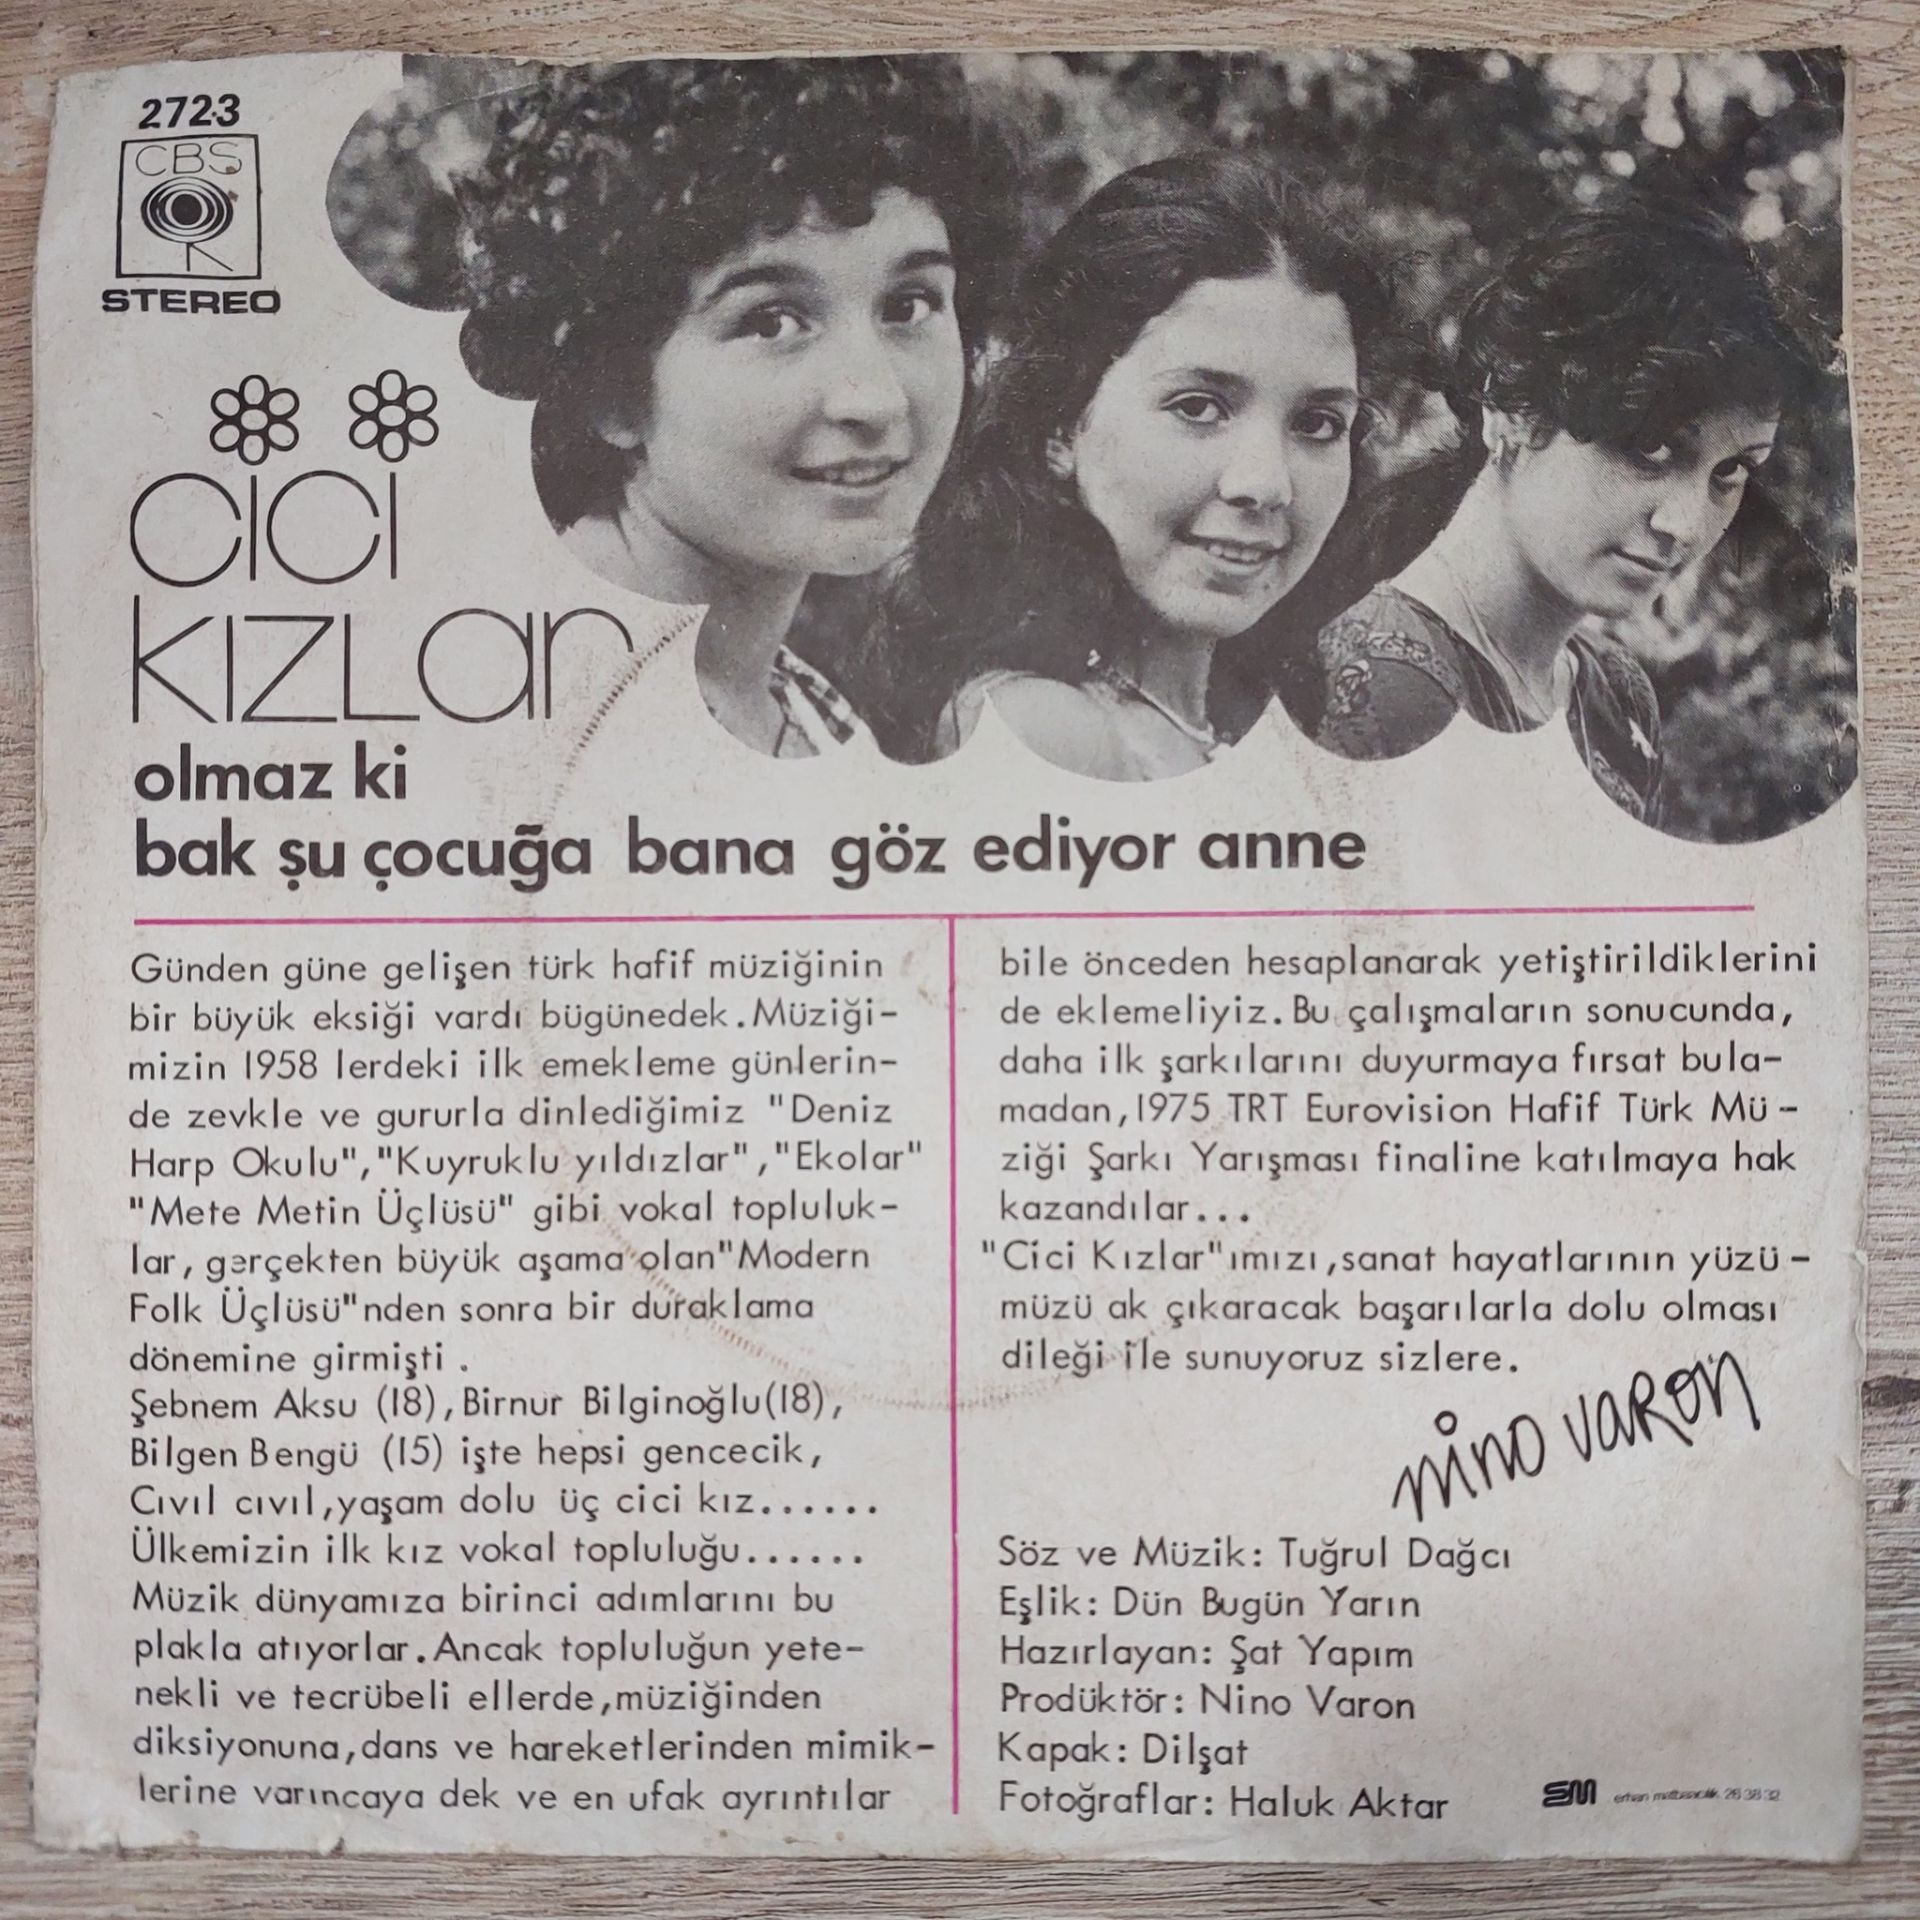 2723
CBS
STEREO
cici
kızlar
olmaz ki
bak şu çocuğa bana göz ediyor anne
Günden güne gelişen türk hafif müziğinin
bir büyük eksiği vardı bügünedek. Müziği-
mizin 1958 lerdeki ilk emekleme günlerin-
de zevkle ve gururla dinlediğimiz "Deniz
Harp Okulu", "Kuyruklu yıldızlar", "Ekolar"
"Mete Metin Üçlüsü" gibi vokal topluluk-
lar, gerçekten büyük aşama olan "Modern
Folk Üçlüsü"nden sonra bir duraklama
dönemine girmişti .
Şebnem Aksu (18), Birnur Bilginoğlu(18),
Bilgen Bengü (15) işte hepsi gencecik,
Cıvıl cıvıl, yaşam dolu üç cici kız......
Ülkemizin ilk kız vokal topluluğu......
Müzik dünyamıza birinci adımlarını bu
plakla atıyorlar. Ancak topluluğun yete-
nekli ve tecrübeli ellerde, müziğinden
diksiyonuna, dans ve hareketlerinden mimik-
lerine varıncaya dek ve en ufak ayrıntılar
bile önceden hesaplanarak yetiştirildiklerini
de eklemeliyiz. Bu çalışmaların sonucunda,
daha ilk şarkılarını duyurmaya fırsat bula-
madan, 1975 TRT Eurovision Hafif Türk Mü-
ziği Şarkı Yarışması finaline katılmaya hak
kazandılar...
"Cici Kızlar"ımızı, sanat hayatlarının yüzü-
müzü ak çıkaracak başarılarla dolu olması
dileği ile sunuyoruz sizlere.
nino varon
Söz ve Müzik: Tuğrul Dağcı
Eşlik: Dün Bugün Yarın
Hazırlayan: Şat Yapım
Prodüktör: Nino Varon
Kapak: Dilşat
Fotoğraflar: Haluk Aktar
erhan matbaacılık 26 38 32